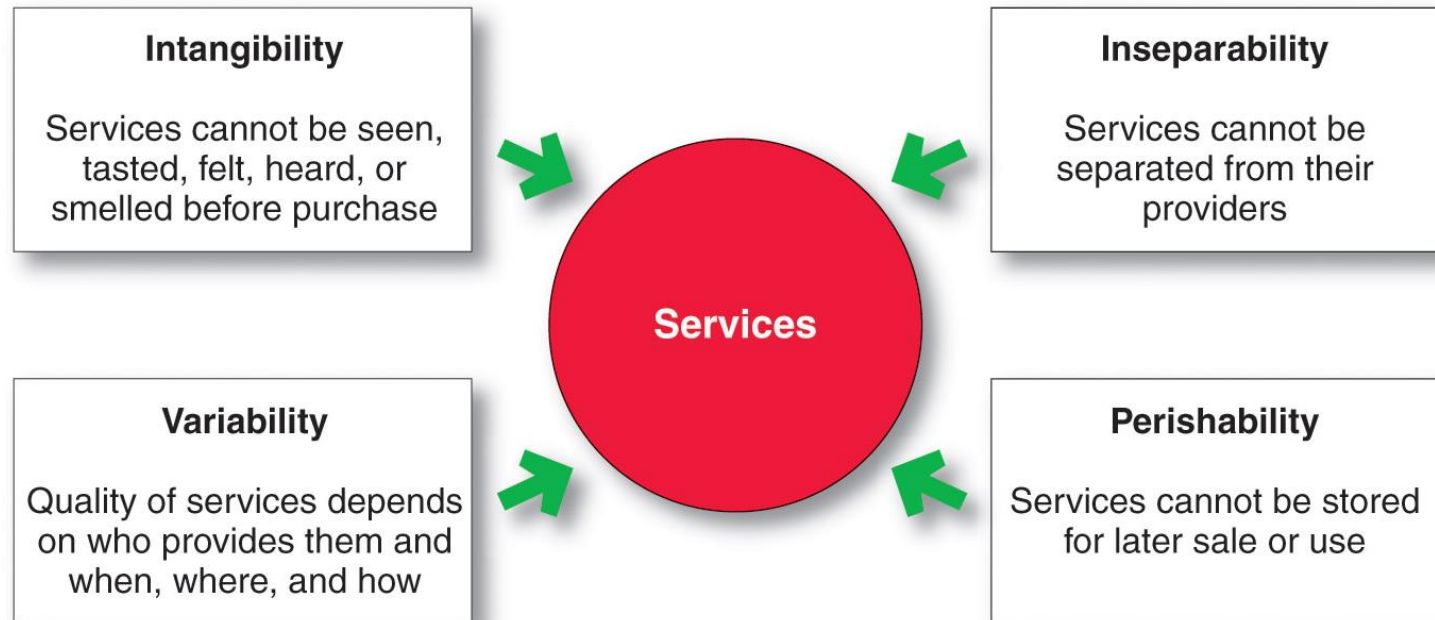 Intangibility
Services cannot be seen,
tasted, felt, heard, or
smelled before purchase
Inseparability
Services cannot be
separated from their
providers
Services
Variability
Quality of services depends
on who provides them and
when, where, and how
Perishability
Services cannot be stored
for later sale or use